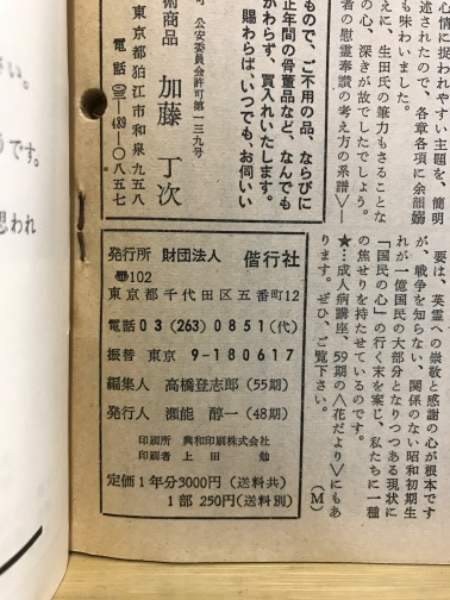 心情に捉われやすい主題を、簡明
述されたので、各章各項に余韻嫋
も味わいました。
えに、生田氏の筆力もさることな
の心、深きが故でしたでしょう。
者の慰霊奉讃の考え方の系譜〉―
要は、英霊への崇敬と感謝の心が根本です
が、戦争を知らない、関係のない昭和初期生
れが一億国民の大部分となりつつある現状に
「国民の心」の行く末を案じ、私たちに一種
の焦せりを持たせているのです。
★…成人病講座、59期の〈花だより〉にもあ
ります。ぜひ、ご覧下さい。
(M)
もので、ご不用の品、ならびに
正年間の骨董品など、なんでも
かわらず、買入れいたします。
賜わらば、いつでも、お伺いい
公安委員会許可第一三九号
術商品 加藤丁次
東京都狛江市和泉九五八
電話(三)―489―〇八五七
発行所 財団法人 偕行社
〒102
東京都千代田区五番町12
電話03(263)0851(代)
振替 東京 9-180617
編集人 高橋登志郎(55期)
発行人 瀬能醇一(48期)
印刷所 興和印刷株式会社
印刷者 上田勉
定価1年分3000円(送料共)
1部 250円(送料別)
さい。
うです。
思われ